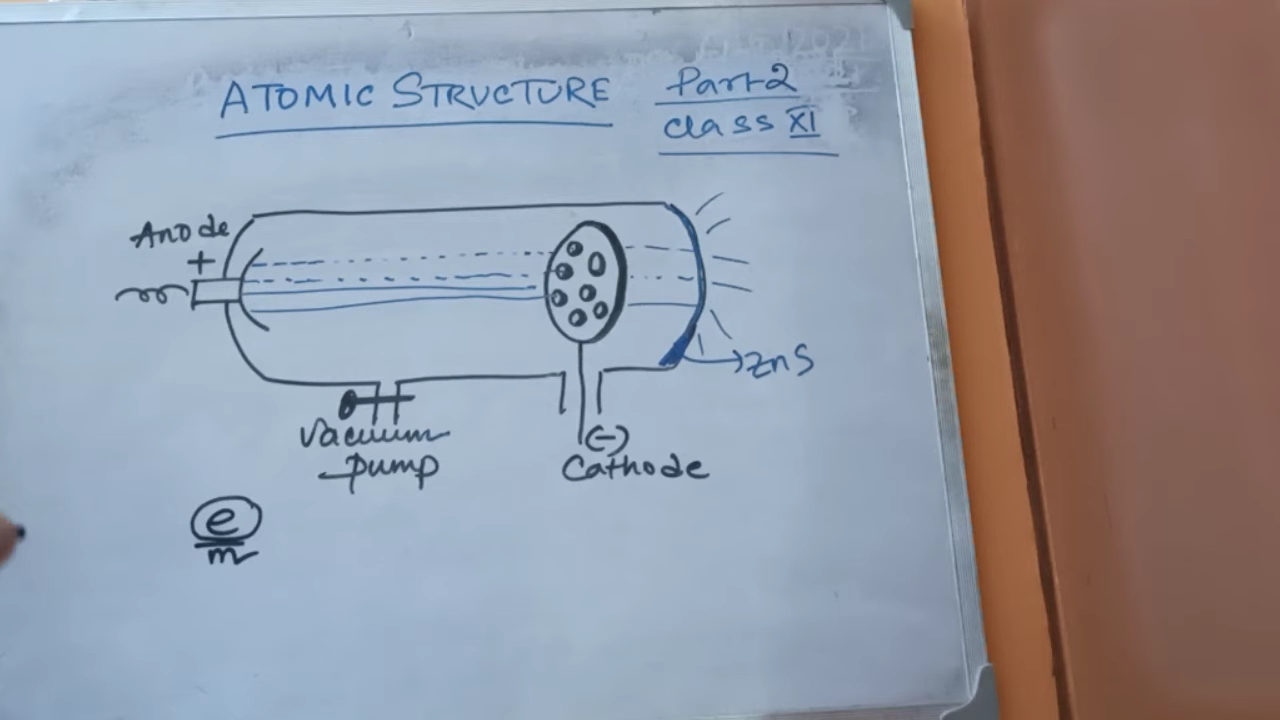 ATOMIC STRUCTURE Part 2
class XI
Anode
+
ZnS
Vacuum
pump
(-)
Cathode
e
m